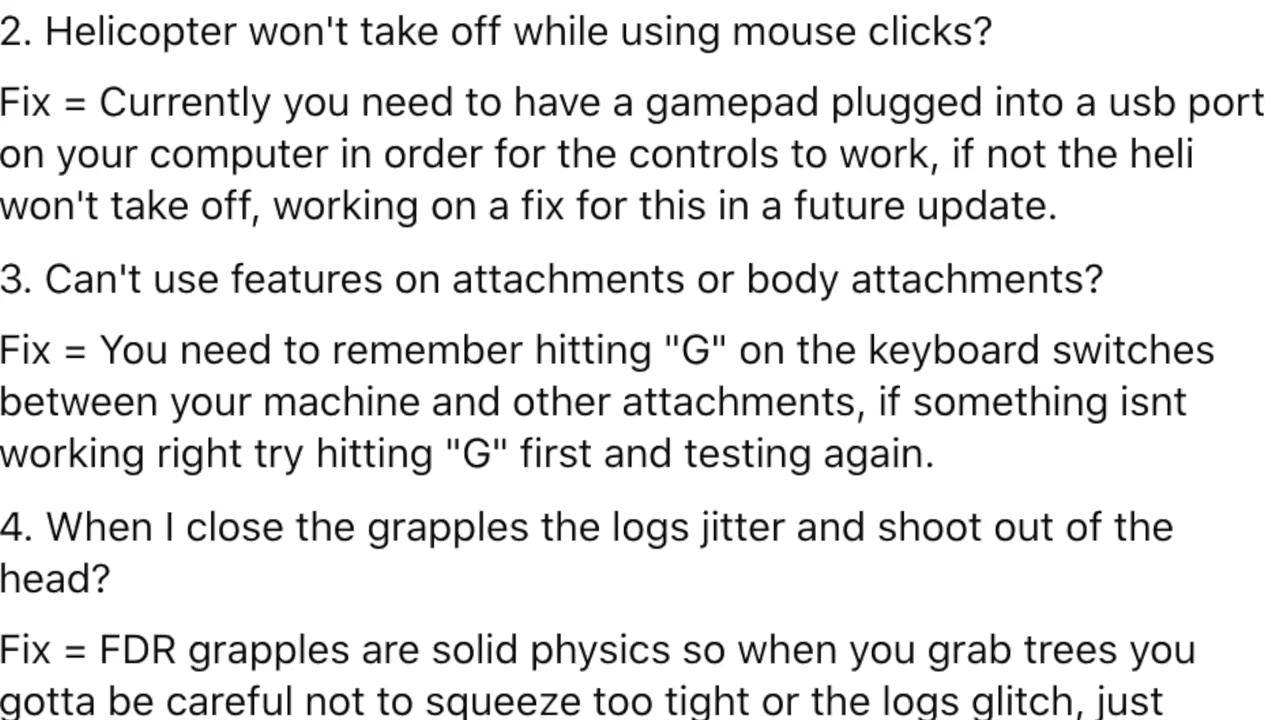 2. Helicopter won't take off while using mouse clicks?
Fix = Currently you need to have a gamepad plugged into a usb port
on your computer in order for the controls to work, if not the heli
won't take off, working on a fix for this in a future update.
3. Can't use features on attachments or body attachments?
Fix = You need to remember hitting "G" on the keyboard switches
between your machine and other attachments, if something isnt
working right try hitting "G" first and testing again.
4. When I close the grapples the logs jitter and shoot out of the
head?
Fix = FDR grapples are solid physics so when you grab trees you
gotta be careful not to squeeze too tight or the logs glitch, just